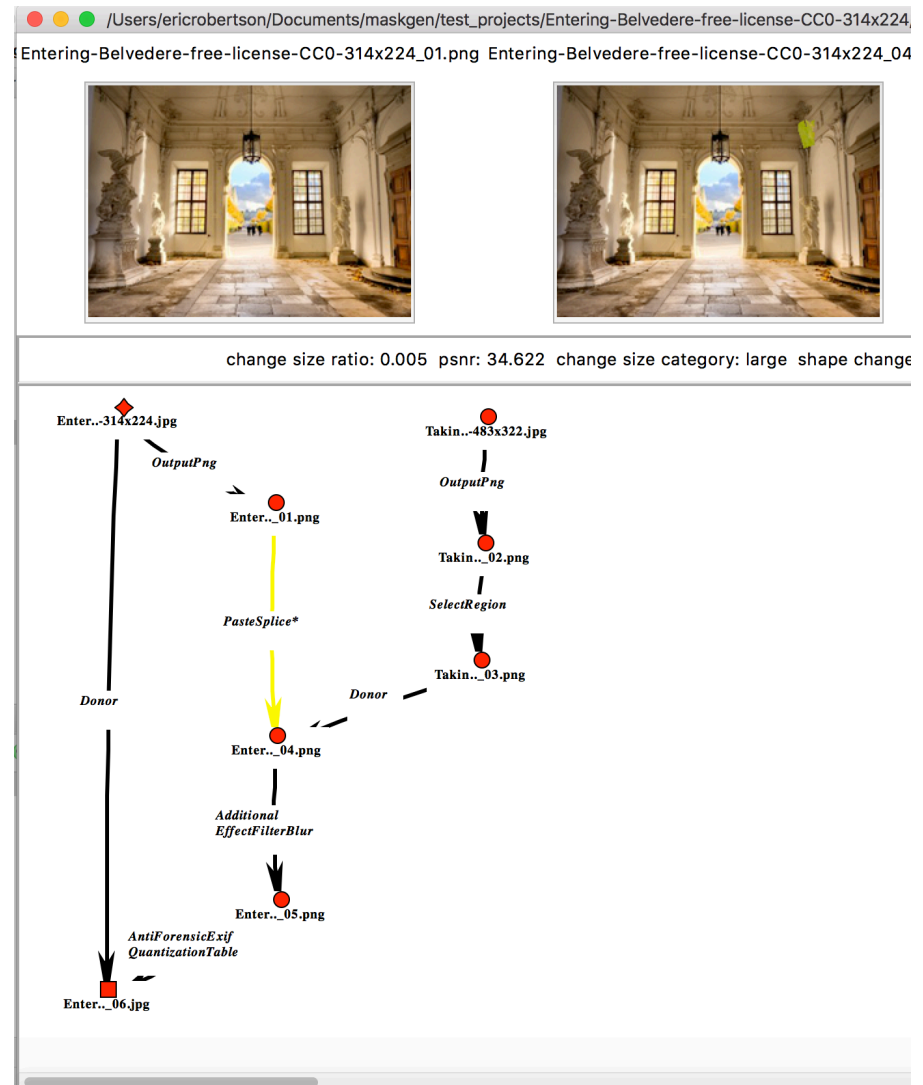 /Users/ericrobertson/Documents/maskgen/test_projects/Entering-Belvedere-free-license-CC0-314x224
Entering-Belvedere-free-license-CC0-314x224_01.png Entering-Belvedere-free-license-CC0-314x224_04
change size ratio: 0.005 psnr: 34.622 change size category: large shape change
Enter..-314x224.jpg
Takin..-483x322.jpg
OutputPng
OutputPng
Enter.._01.png
Takin.._02.png
SelectRegion
PasteSplice*
Takin.._03.png
Donor
Donor
Enter.._04.png
Additional
EffectFilterBlur
Enter.._05.png
AntiForensicExif
QuantizationTable
Enter.._06.jpg